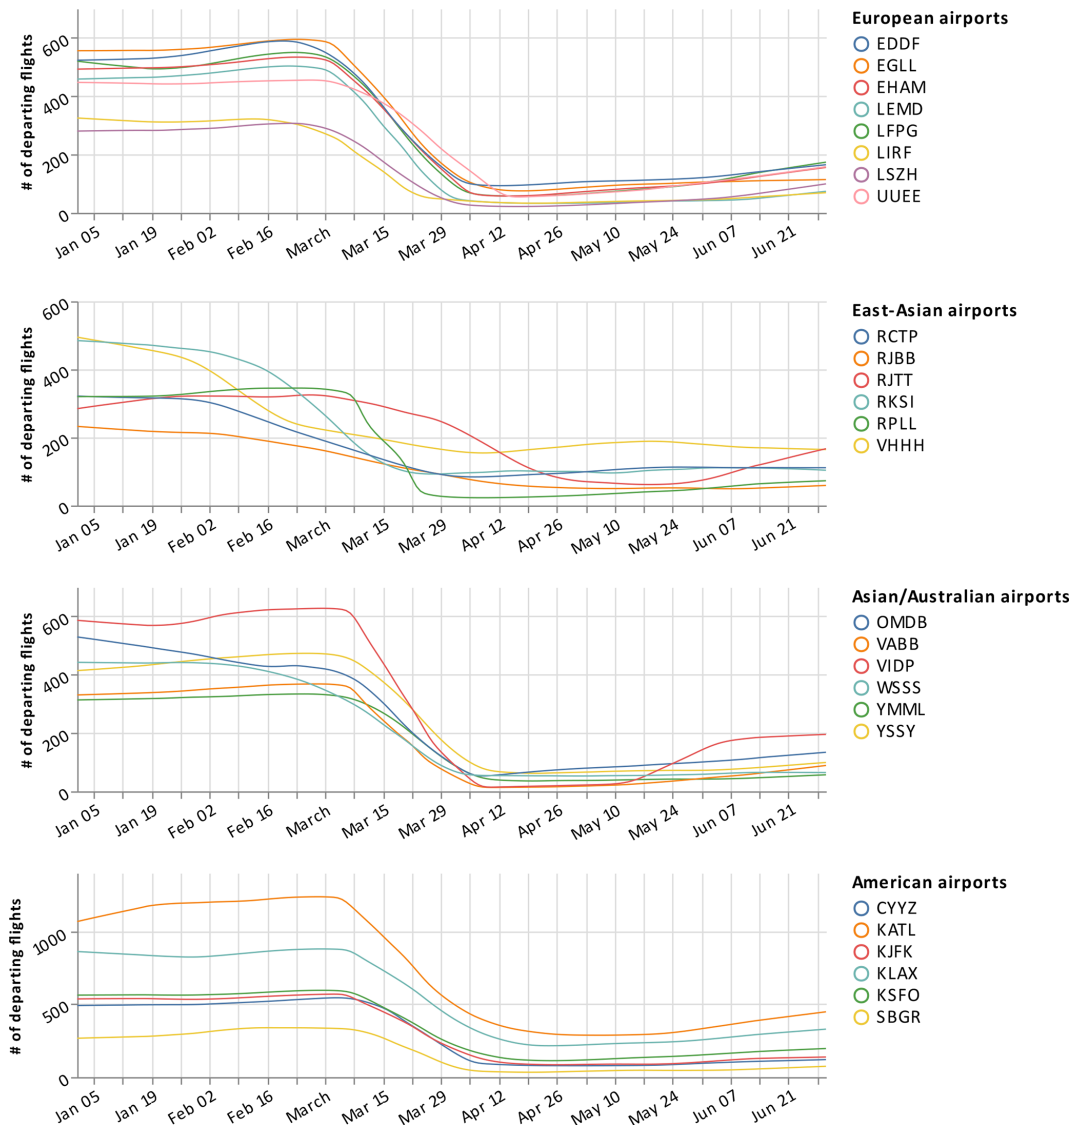 European airports
EDDF
EGLL
EHAM
LEMD
LFPG
LIRF
LSZH
UUEE
# of departing flights
600
400
200
0
Jan 05 Jan 19 Feb 02 Feb 16 March Mar 15 Mar 29 Apr 12 Apr 26 May 10 May 24 Jun 07 Jun 21
East-Asian airports
RCTP
RJBB
RJTT
RKSI
RPLL
VHHH
# of departing flights
600
400
200
0
Jan 05 Jan 19 Feb 02 Feb 16 March Mar 15 Mar 29 Apr 12 Apr 26 May 10 May 24 Jun 07 Jun 21
Asian/Australian airports
OMDB
VABB
VIDP
WSSS
YMML
YSSY
# of departing flights
600
400
200
0
Jan 05 Jan 19 Feb 02 Feb 16 March Mar 15 Mar 29 Apr 12 Apr 26 May 10 May 24 Jun 07 Jun 21
American airports
CYYZ
KATL
KJFK
KLAX
KSFO
SBGR
# of departing flights
1000
500
0
Jan 05 Jan 19 Feb 02 Feb 16 March Mar 15 Mar 29 Apr 12 Apr 26 May 10 May 24 Jun 07 Jun 21